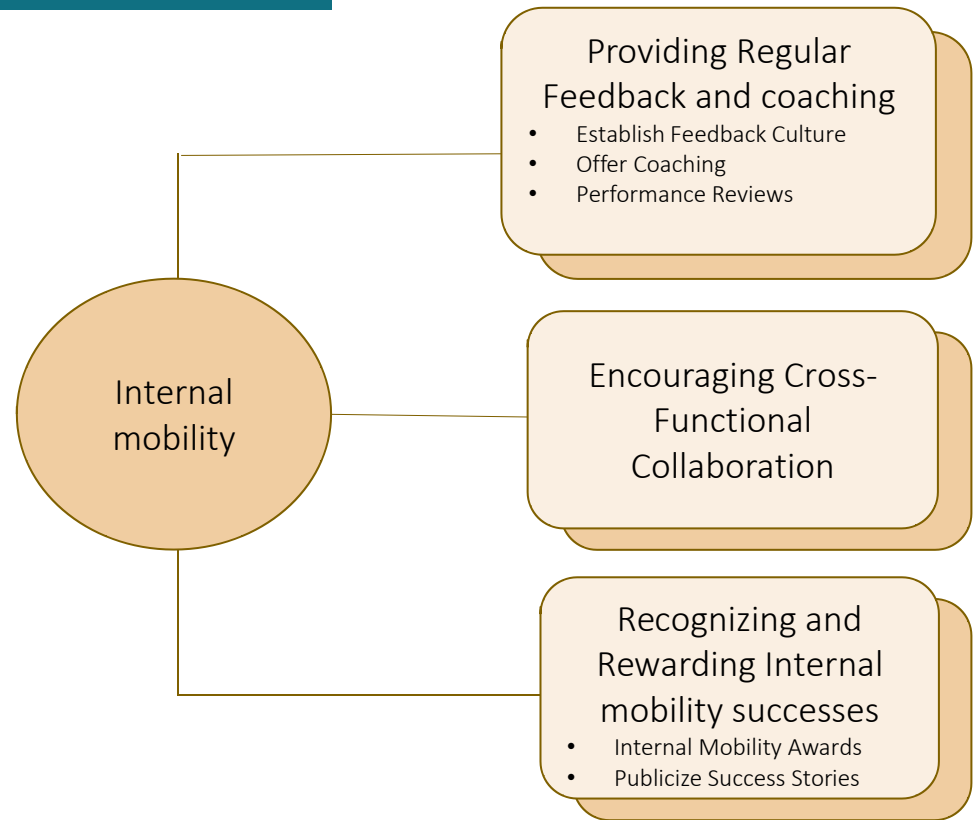 Providing Regular
Feedback and coaching
• Establish Feedback Culture
• Offer Coaching
• Performance Reviews
Internal
mobility
Encouraging Cross-
Functional
Collaboration
Recognizing and
Rewarding Internal
mobility successes
• Internal Mobility Awards
• Publicize Success Stories